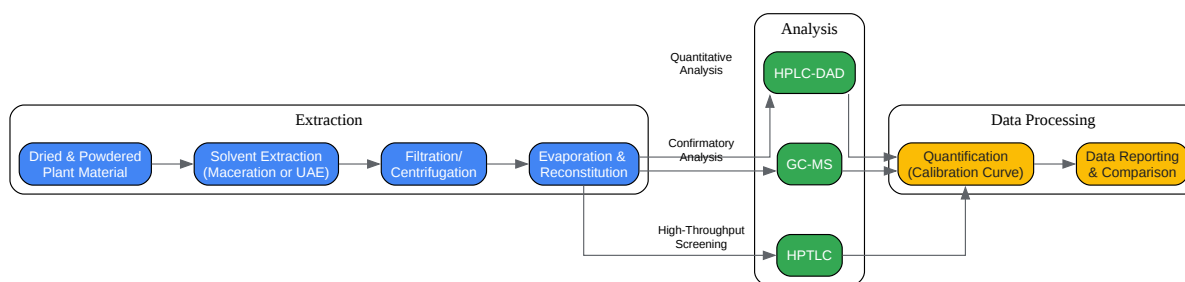 Extraction
Dried & Powdered
Plant Material
Solvent Extraction
(Maceration or UAE)
Filtration/
Centrifugation
Evaporation &
Reconstitution
Quantitative
Analysis
Confirmatory
Analysis
High-Throughput
Screening
Analysis
HPLC-DAD
GC-MS
HPTLC
Data Processing
Quantification
(Calibration Curve)
Data Reporting
& Comparison